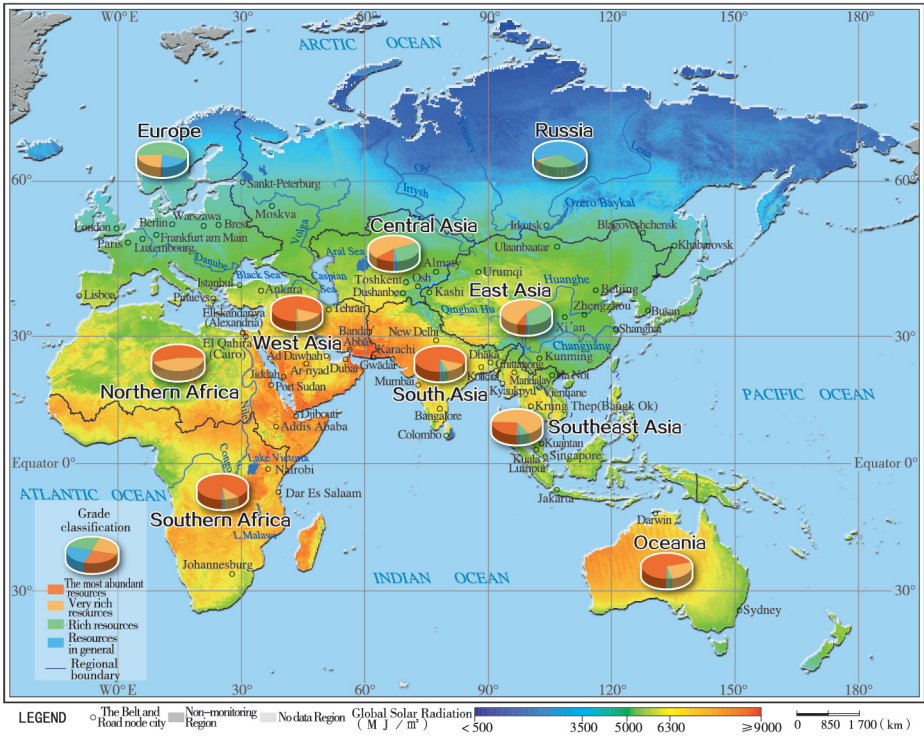 W0°E
30°
60°
90°
120°
150°
180°
ARCTIC OCEAN
Europe
Russia
Yenisey
Ob'
Lena
60°
60°
Sankt-Peterburg
Irtysh
Moskva
Volga
Ozero Baykal
Central Asia
London
Berlin
Warszawa
Brest
Irkutsk
Blagoveshchensk
Paris
Frankfurt am Main
Luxembourg
Ulaanbaatar
Khabarovsk
Aral Sea
Almaty
Danube
Urumqi
Istanbul
Black Sea
Caspian
Sea
Toshkent
Osh
Huanghe
Lisboa
Ankara
Dushanbe
Kashi
East Asia
Beijing
Piraievs
Tehran
Qinghai Hu
Zhengzhou
Busan
Eliskandariya
(Alexandria)
Xi'an
Shanghai
30°
30°
West Asia
Bandar
Abbas
New Delhi
El Qahira
(Cairo)
Changjiang
Ad Dawhah
Karachi
Dhaka
Kunming
Ar-riyad
Dubai
Gwadar
Chittagong
Ha Noi
Northern Africa
Jiddah
Port Sudan
Mumbai
South Asia
Kolkata
Mandalay
Kyaukpyu
Vientiane
Nile
Djibouti
Bangalore
Krung Thep(Bangk Ok)
PACIFIC OCEAN
Addis Ababa
Colombo
Southeast Asia
Kuantan
Equator 0°
Congo
Lake Victoria
Kuala
Lumpur
Singapore
Equator 0°
Nairobi
ATLANTIC OCEAN
Dar Es Salaam
Jakarta
Southern Africa
Darwin
L.Malawi
Oceania
Johannesburg
INDIAN OCEAN
30°
30°
Sydney
Grade
classification
The most abundant
resources
Very rich
resources
Rich resources
Resources
in general
Regional
boundary
W0°E
30°
60°
90°
120°
150°
180°
LEGEND
The Belt and
Road node city
Non-monitoring
Region
No data Region
Global Solar Radiation
(MJ/m²)
<500
3500
5000
6300
≥9000
0
850
1 700 (km)